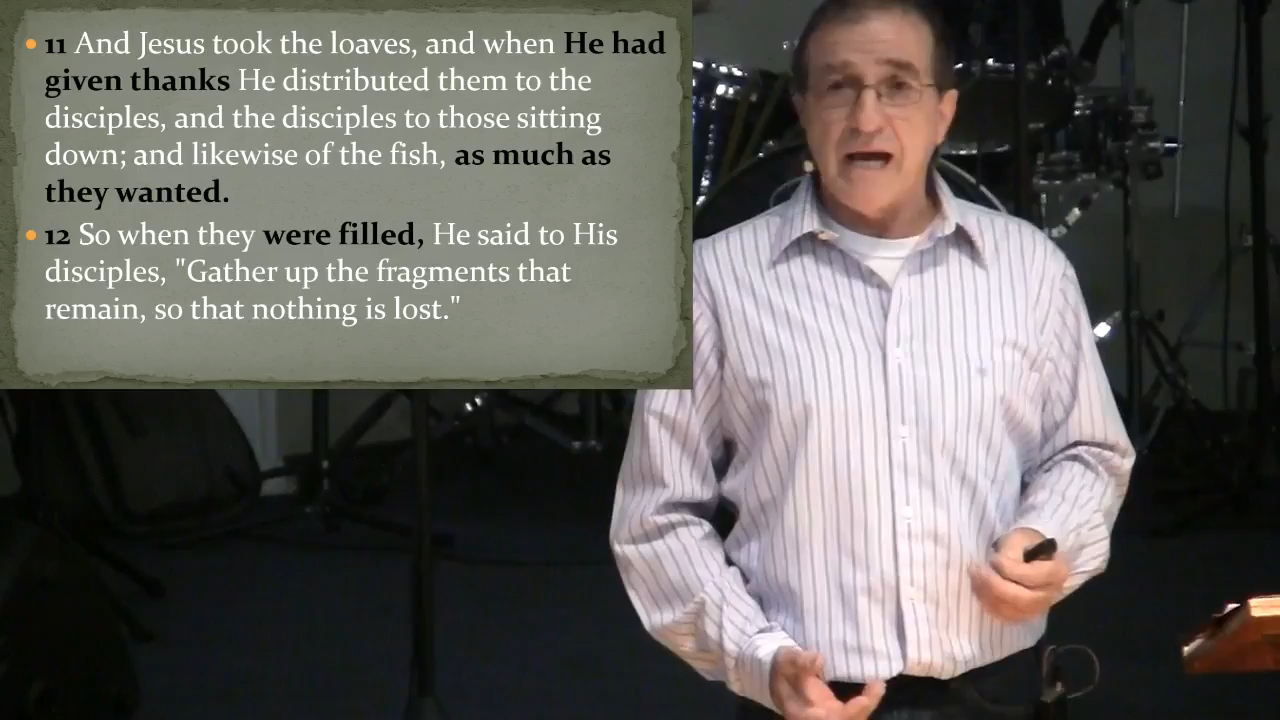 11 And Jesus took the loaves, and when He had
given thanks He distributed them to the
disciples, and the disciples to those sitting
down; and likewise of the fish, as much as
they wanted.
12 So when they were filled, He said to His
disciples, "Gather up the fragments that
remain, so that nothing is lost."